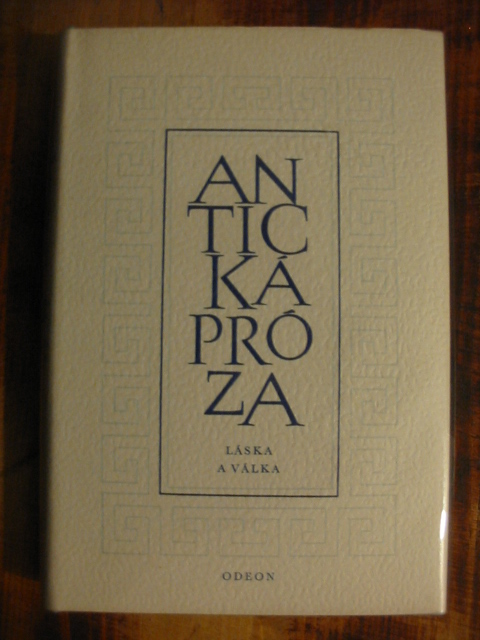 AN
TIC
KÁ
PRÓ
ZA
LÁSKA
A VÁLKA
ODEON